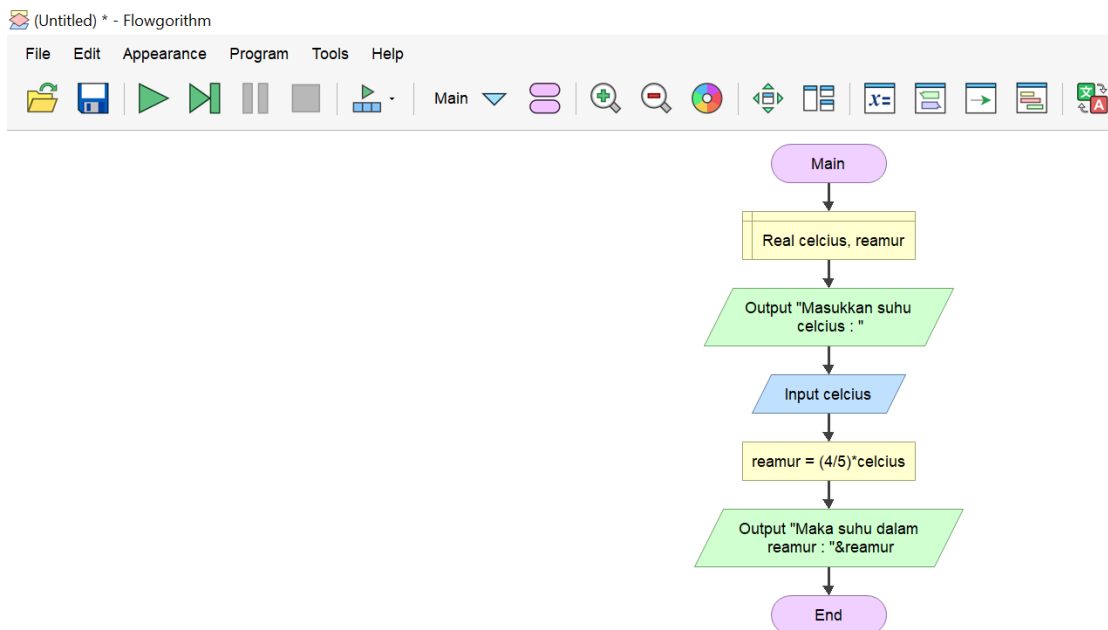 (Untitled) * - Flowgorithm
File Edit Appearance Program Tools Help
Main
x=
文
A
Main
Real celcius, reamur
Output "Masukkan suhu
celcius : "
Input celcius
reamur = (4/5)*celcius
Output "Maka suhu dalam
reamur : "&reamur
End